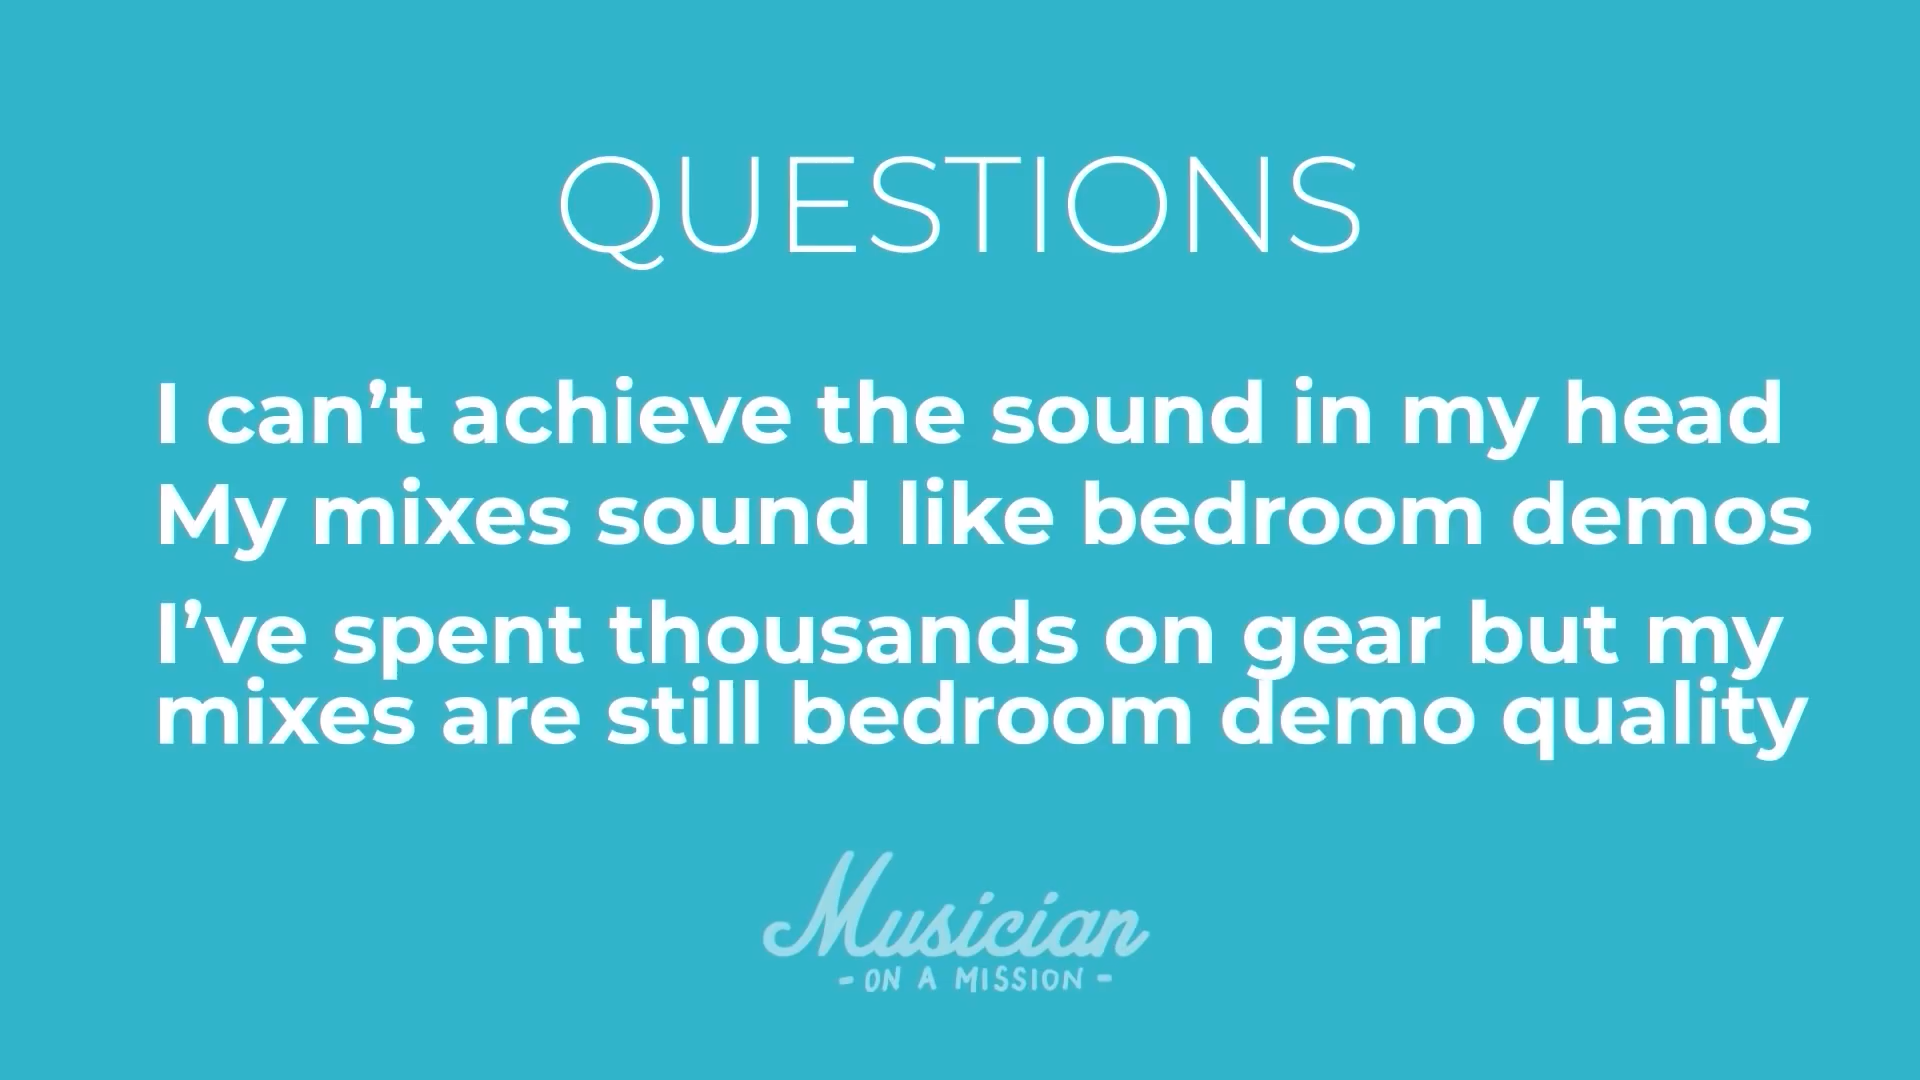 QUESTIONS
I can’t achieve the sound in my head
My mixes sound like bedroom demos
I’ve spent thousands on gear but my
mixes are still bedroom demo quality
Musician
- ON A MISSION -